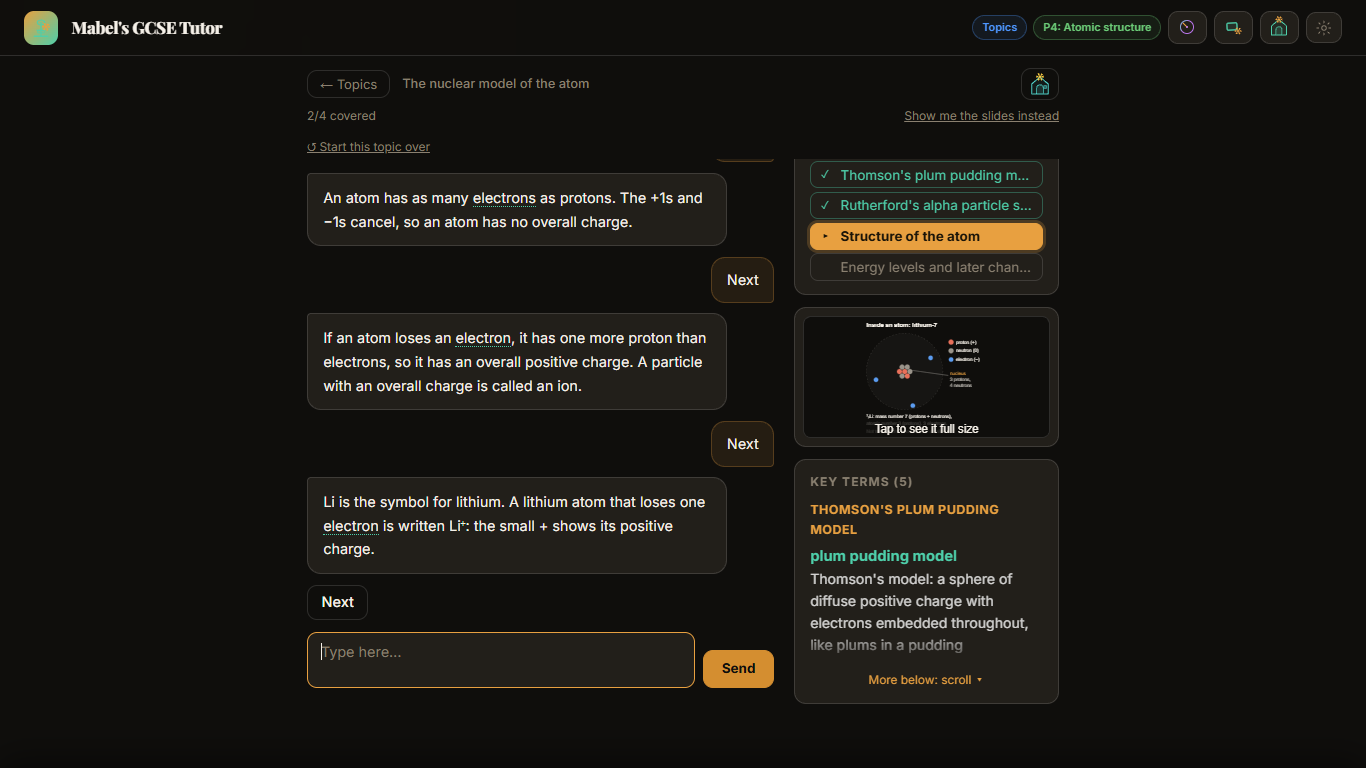 Mabel's GCSE Tutor
Topics
P4: Atomic structure
← Topics
The nuclear model of the atom
2/4 covered
Show me the slides instead
↺ Start this topic over
An atom has as many electrons as protons. The +1s and
−1s cancel, so an atom has no overall charge.
Next
If an atom loses an electron, it has one more proton than
electrons, so it has an overall positive charge. A particle
with an overall charge is called an ion.
Next
Li is the symbol for lithium. A lithium atom that loses one
electron is written Li⁺: the small + shows its positive
charge.
Next
Type here...
Send
✓ Thomson's plum pudding m...
✓ Rutherford's alpha particle s...
▸ Structure of the atom
Energy levels and later chan...
Inside an atom: lithium-7
proton (+)
neutron (0)
electron (−)
nucleus
3 protons,
4 neutrons
mass number 7 (protons + neutrons),
Tap to see it full size
KEY TERMS (5)
THOMSON'S PLUM PUDDING
MODEL
plum pudding model
Thomson's model: a sphere of
diffuse positive charge with
electrons embedded throughout,
like plums in a pudding
More below: scroll ▾